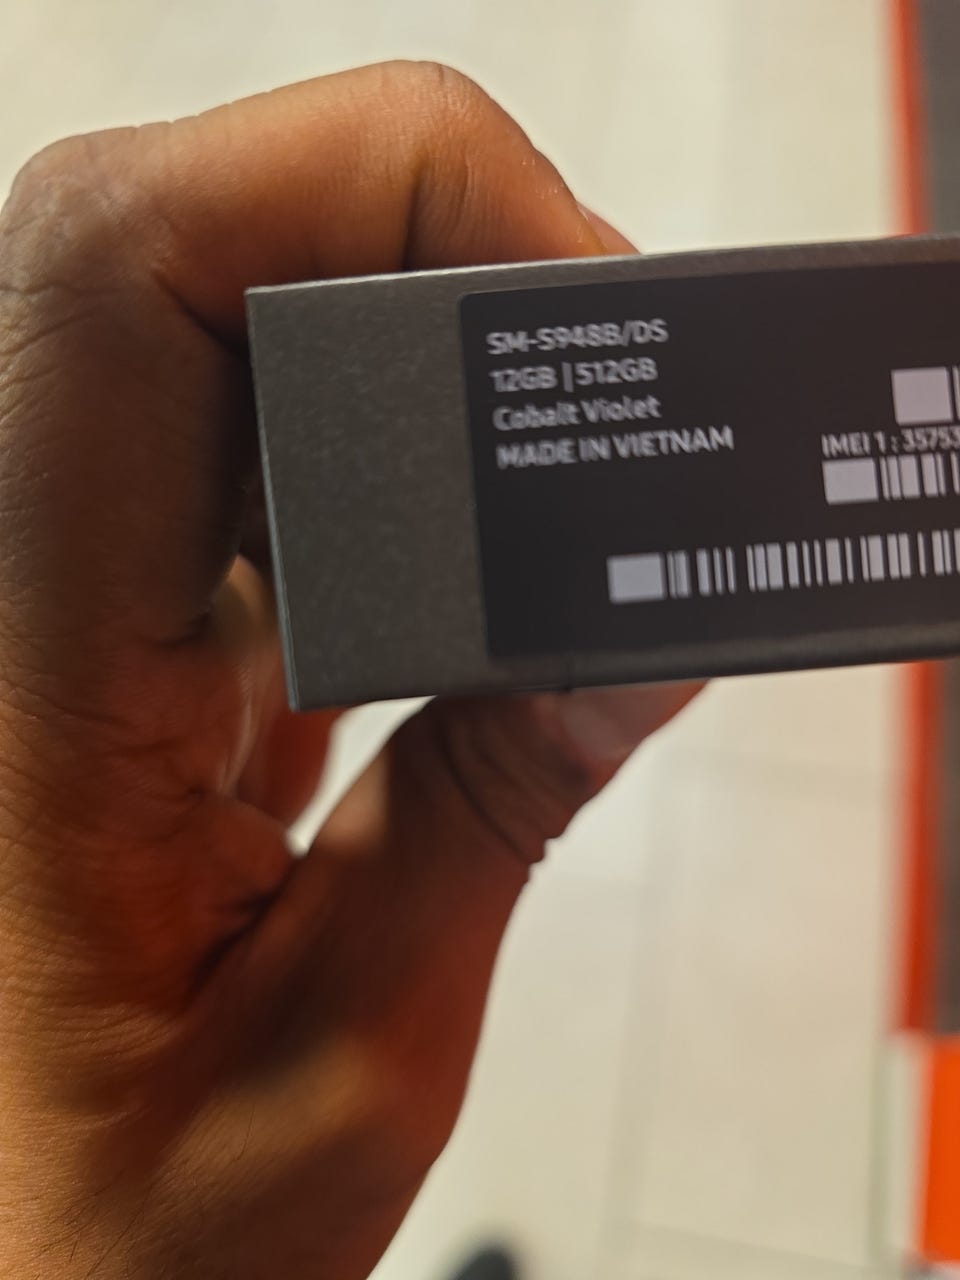 SM-S948B/DS
12GB | 512GB
Cobalt Violet
MADE IN VIETNAM
IMEI 1 : 35753